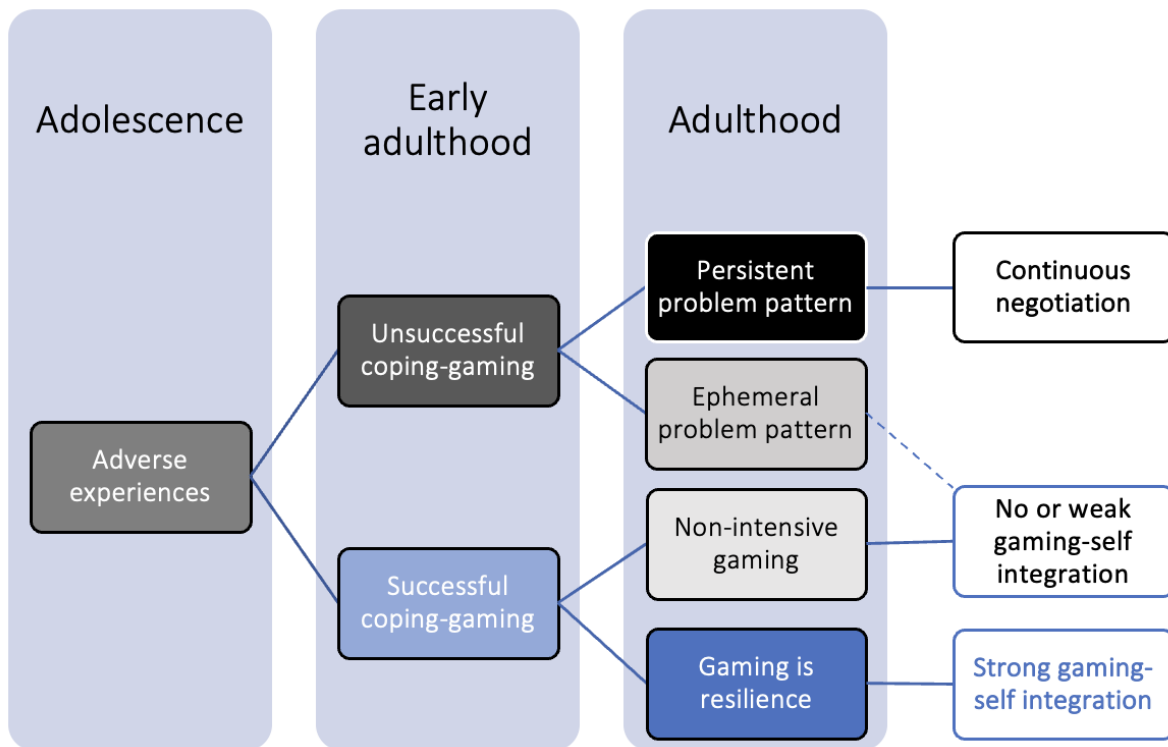 Adolescence
Early
adulthood
Adulthood
Adverse
experiences
Unsuccessful
coping-gaming
Successful
coping-gaming
Persistent
problem pattern
Ephemeral
problem pattern
Non-intensive
gaming
Gaming is
resilience
Continuous
negotiation
No or weak
gaming-self
integration
Strong gaming-
self integration